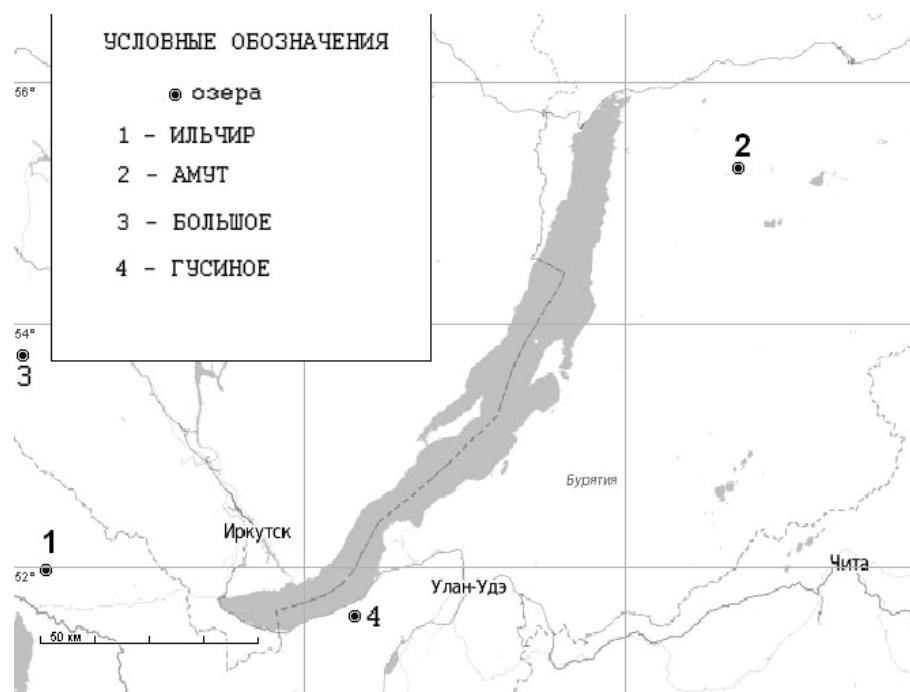 УСЛОВНЫЕ ОБОЗНАЧЕНИЯ
озера
1 - ИЛЬЧИР
2 - АМУТ
3 - БОЛЬШОЕ
4 - ГУСИНОЕ
56°
2
54°
3
Бурятия
1
Иркутск
52°
Улан-Удэ
Чита
4
50 км